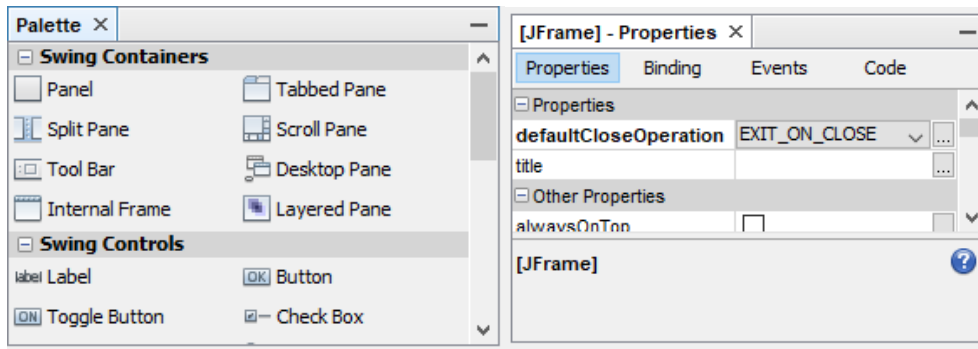 Palette
Swing Containers
Panel
Tabbed Pane
Split Pane
Scroll Pane
Tool Bar
Desktop Pane
Internal Frame
Layered Pane
Swing Controls
label Label
OK Button
ON Toggle Button
Check Box
[JFrame] - Properties
Properties Binding Events Code
Properties
defaultCloseOperation EXIT_ON_CLOSE ...
title ...
Other Properties
alwaysOnTop
[JFrame]
?